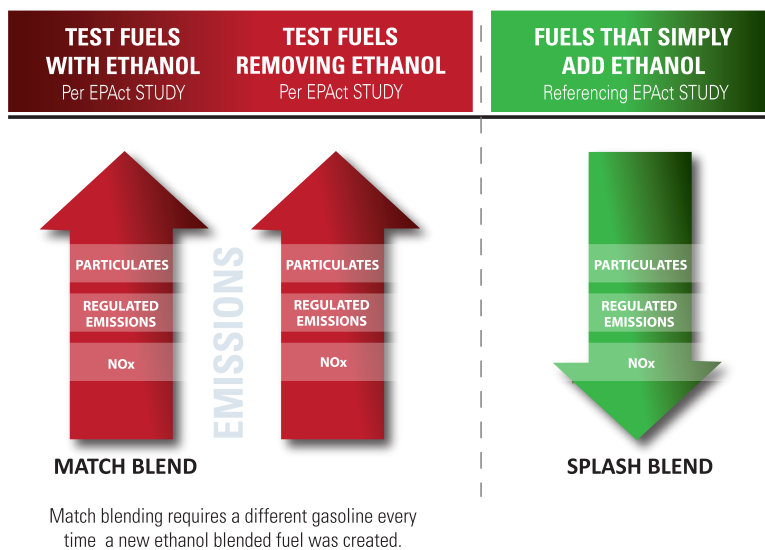 TEST FUELS
WITH ETHANOL
Per EPAct STUDY
TEST FUELS
REMOVING ETHANOL
Per EPAct STUDY
FUELS THAT SIMPLY
ADD ETHANOL
Referencing EPAct STUDY
PARTICULATES
REGULATED
EMISSIONS
NOx
EMISSIONS
PARTICULATES
REGULATED
EMISSIONS
NOx
PARTICULATES
REGULATED
EMISSIONS
NOx
MATCH BLEND
SPLASH BLEND
Match blending requires a different gasoline every
time a new ethanol blended fuel was created.